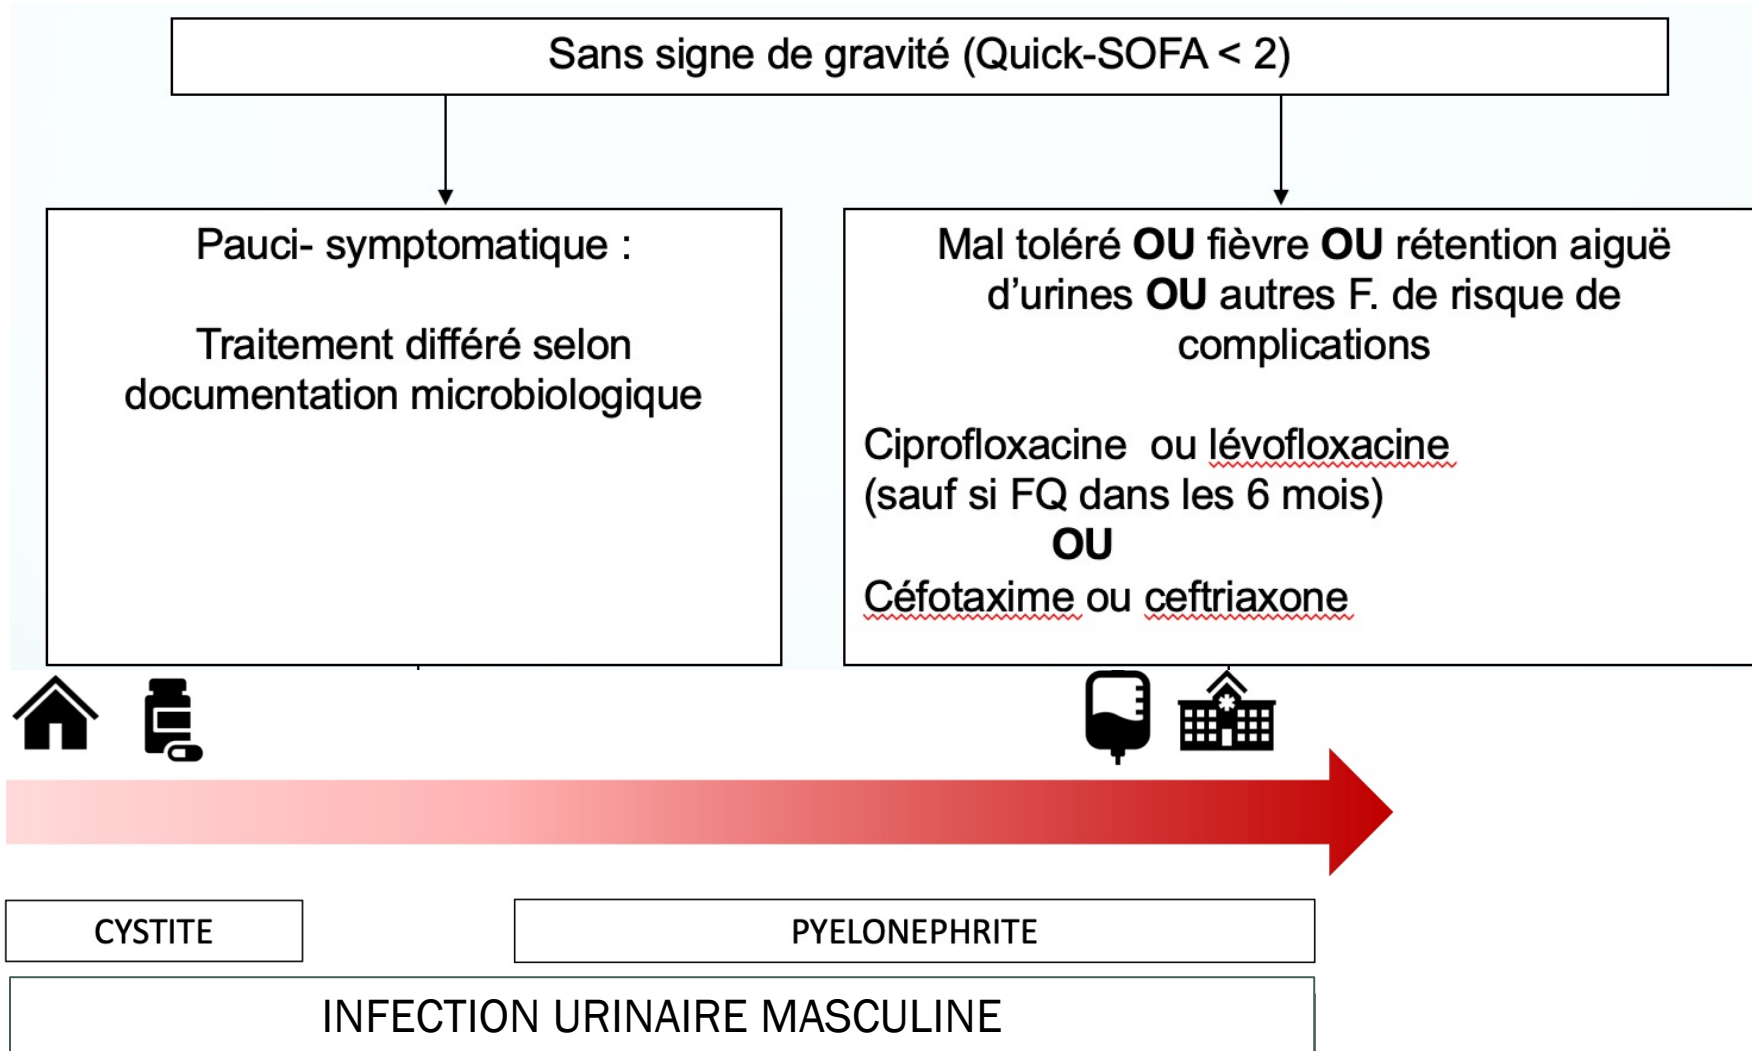 Sans signe de gravité (Quick-SOFA < 2)
Pauci- symptomatique :
Traitement différé selon
documentation microbiologique
Mal toléré OU fièvre OU rétention aiguë
d'urines OU autres F. de risque de
complications
Ciprofloxacine ou lévofloxacine
(sauf si FQ dans les 6 mois)
OU
Céfotaxime ou ceftriaxone
CYSTITE
PYELONEPHRITE
INFECTION URINAIRE MASCULINE